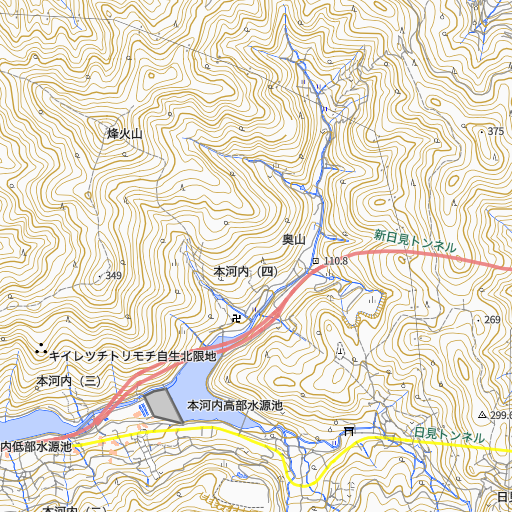 烽火山
375
奥山
新日見トンネル
110.8
本河内（四）
349
269
キイレツチトリモチ自生北限地
本河内（三）
本河内高部水源池
299.6
日見トンネル
内低部水源池
本河内（二）
日見